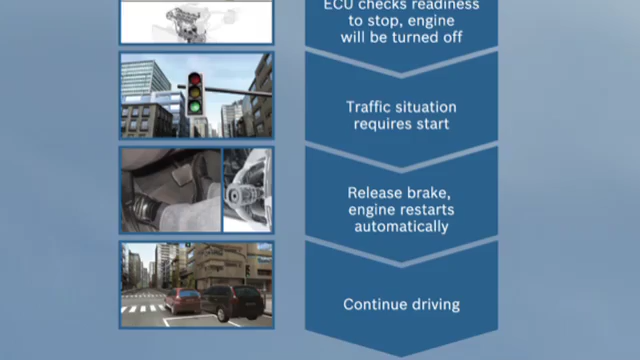 ECU checks readiness
to stop, engine
will be turned off
Traffic situation
requires start
Release brake,
engine restarts
automatically
Continue driving